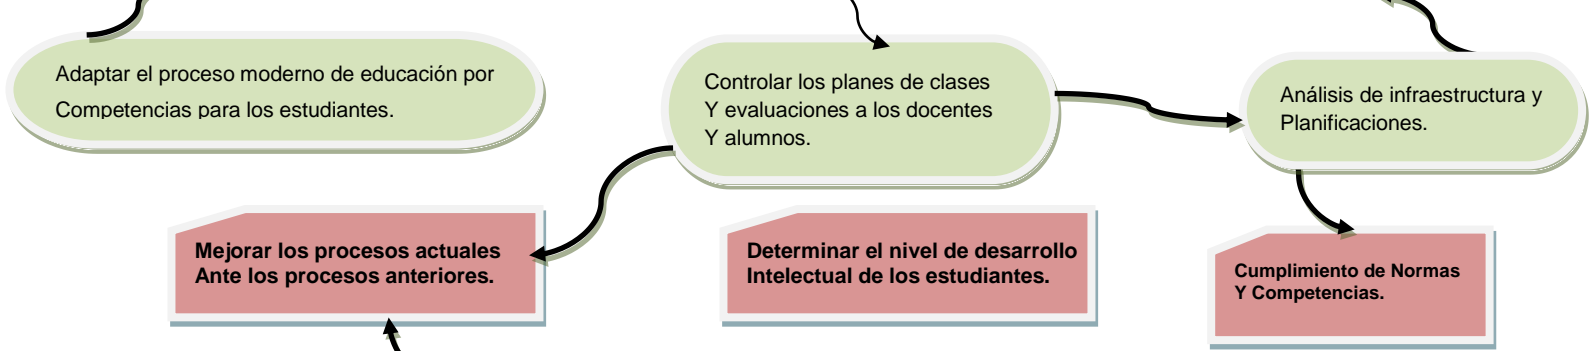 Adaptar el proceso moderno de educación por
Competencias para los estudiantes.
Controlar los planes de clases
Y evaluaciones a los docentes
Y alumnos.
Análisis de infraestructura y
Planificaciones.
Mejorar los procesos actuales
Ante los procesos anteriores.
Determinar el nivel de desarrollo
Intelectual de los estudiantes.
Cumplimiento de Normas
Y Competencias.